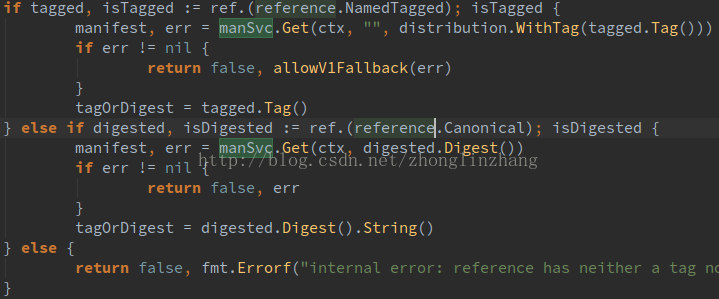 if tagged, isTagged := ref.(reference.NamedTagged); isTagged {
manifest, err = manSvc.Get(ctx, "", distribution.WithTag(tagged.Tag()))
if err != nil {
return false, allowV1Fallback(err)
}
tagOrDigest = tagged.Tag()
} else if digested, isDigested := ref.(reference.Canonical); isDigested {
manifest, err = manSvc.Get(ctx, digested.Digest())
http://blog.csdn.net/zhonglinzhang
if err != nil {
return false, err
}
tagOrDigest = digested.Digest().String()
} else {
return false, fmt.Errorf("internal error: reference has neither a tag no
}